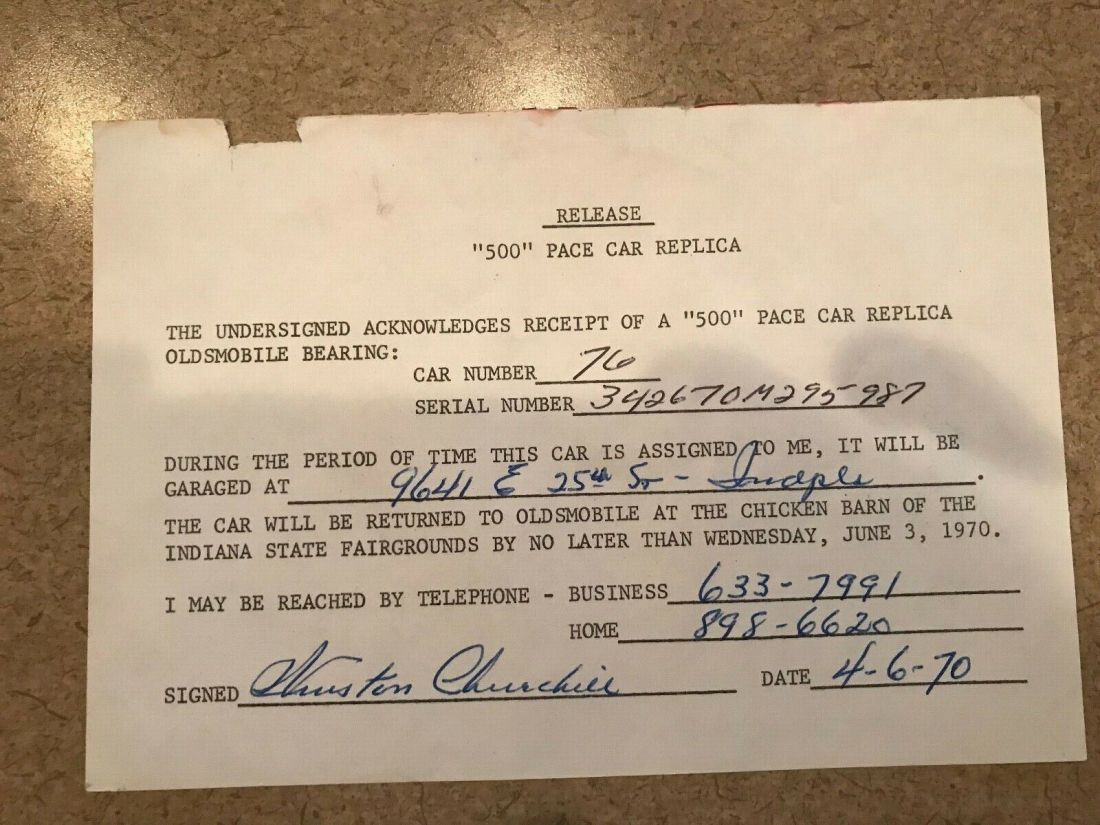 RELEASE
"500" PACE CAR REPLICA
THE UNDERSIGNED ACKNOWLEDGES RECEIPT OF A "500" PACE CAR REPLICA
OLDSMOBILE BEARING:
CAR NUMBER 76
SERIAL NUMBER 342670M295987
DURING THE PERIOD OF TIME THIS CAR IS ASSIGNED TO ME, IT WILL BE
GARAGED AT 9641 E 25th St - Indpls.
THE CAR WILL BE RETURNED TO OLDSMOBILE AT THE CHICKEN BARN OF THE
INDIANA STATE FAIRGROUNDS BY NO LATER THAN WEDNESDAY, JUNE 3, 1970.
I MAY BE REACHED BY TELEPHONE - BUSINESS 633-7991
HOME 898-6620
SIGNED Winston Churchill DATE 4-6-70